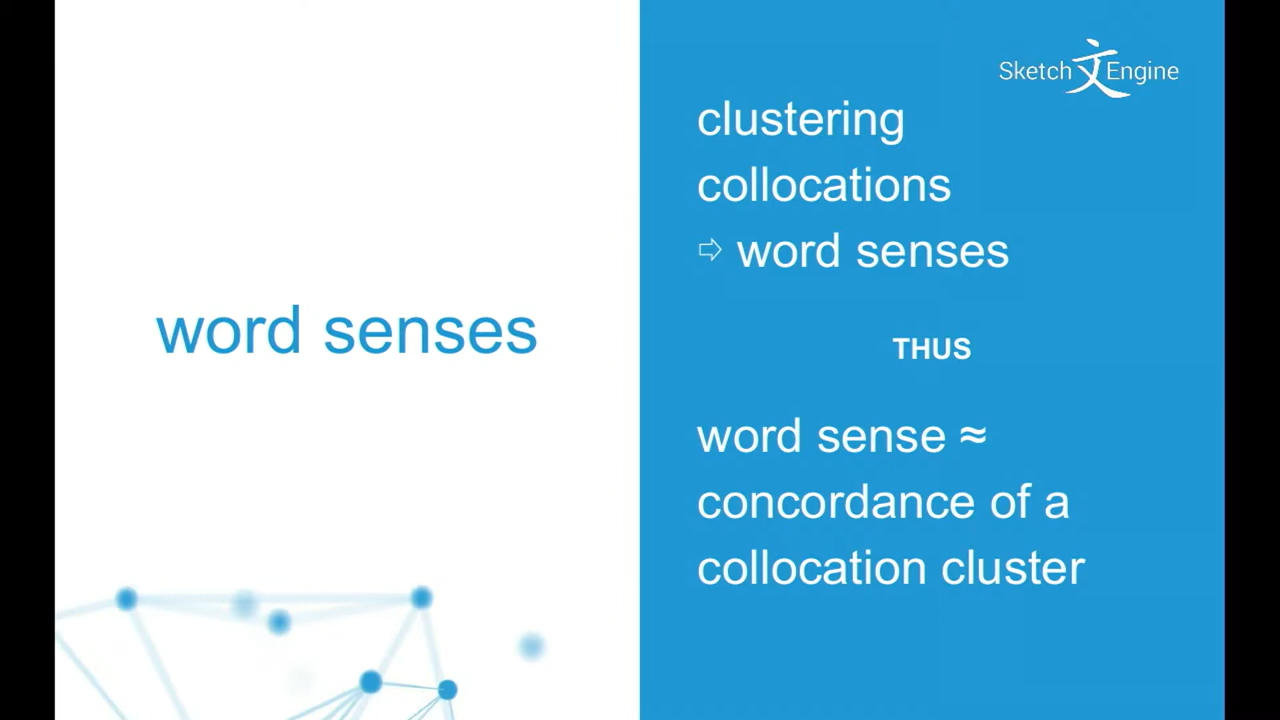 word senses
Sketch文Engine
clustering
collocations
⇨ word senses
THUS
word sense ≈
concordance of a
collocation cluster